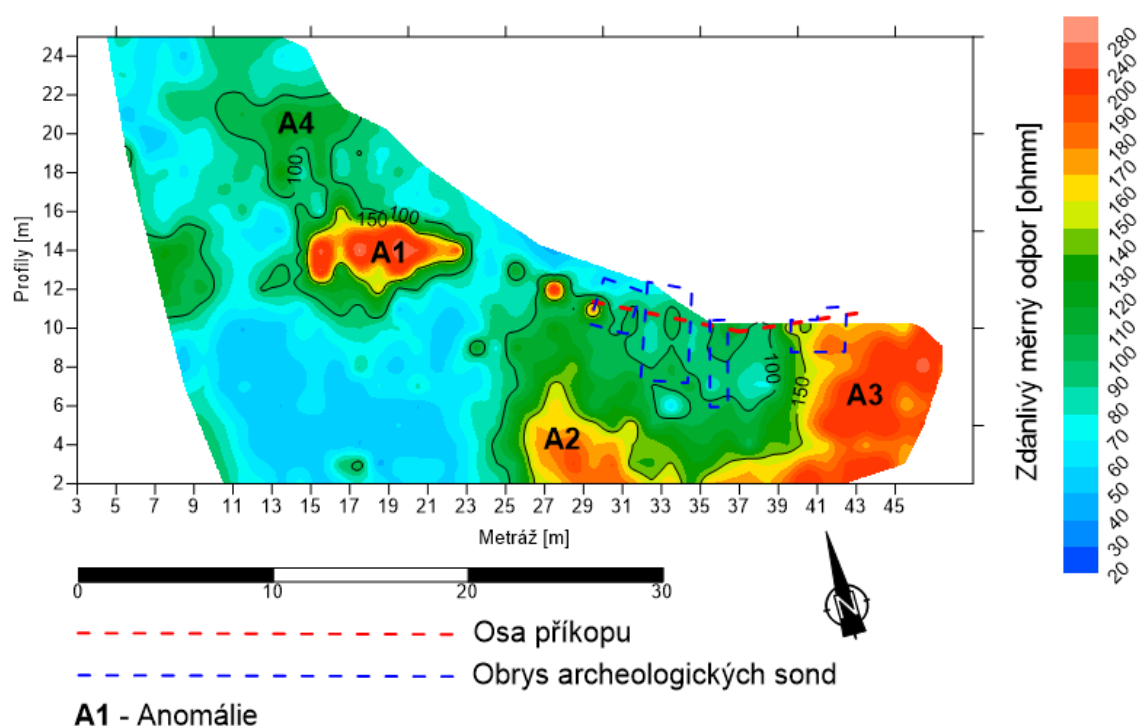 24
22
20
18
16
14
12
10
8
6
4
2
Profily [m]
A4
100
150
100
A1
A2
100
150
A3
3 5 7 9 11 13 15 17 19 21 23 25 27 29 31 33 35 37 39 41 43 45
Metráž [m]
0 10 20 30
N
Osa příkopu
Obrys archeologických sond
A1 - Anomálie
Zdánlivý měrný odpor [ohmm]
280
240
200
190
180
170
160
150
140
130
120
110
100
90
80
70
60
50
40
30
20